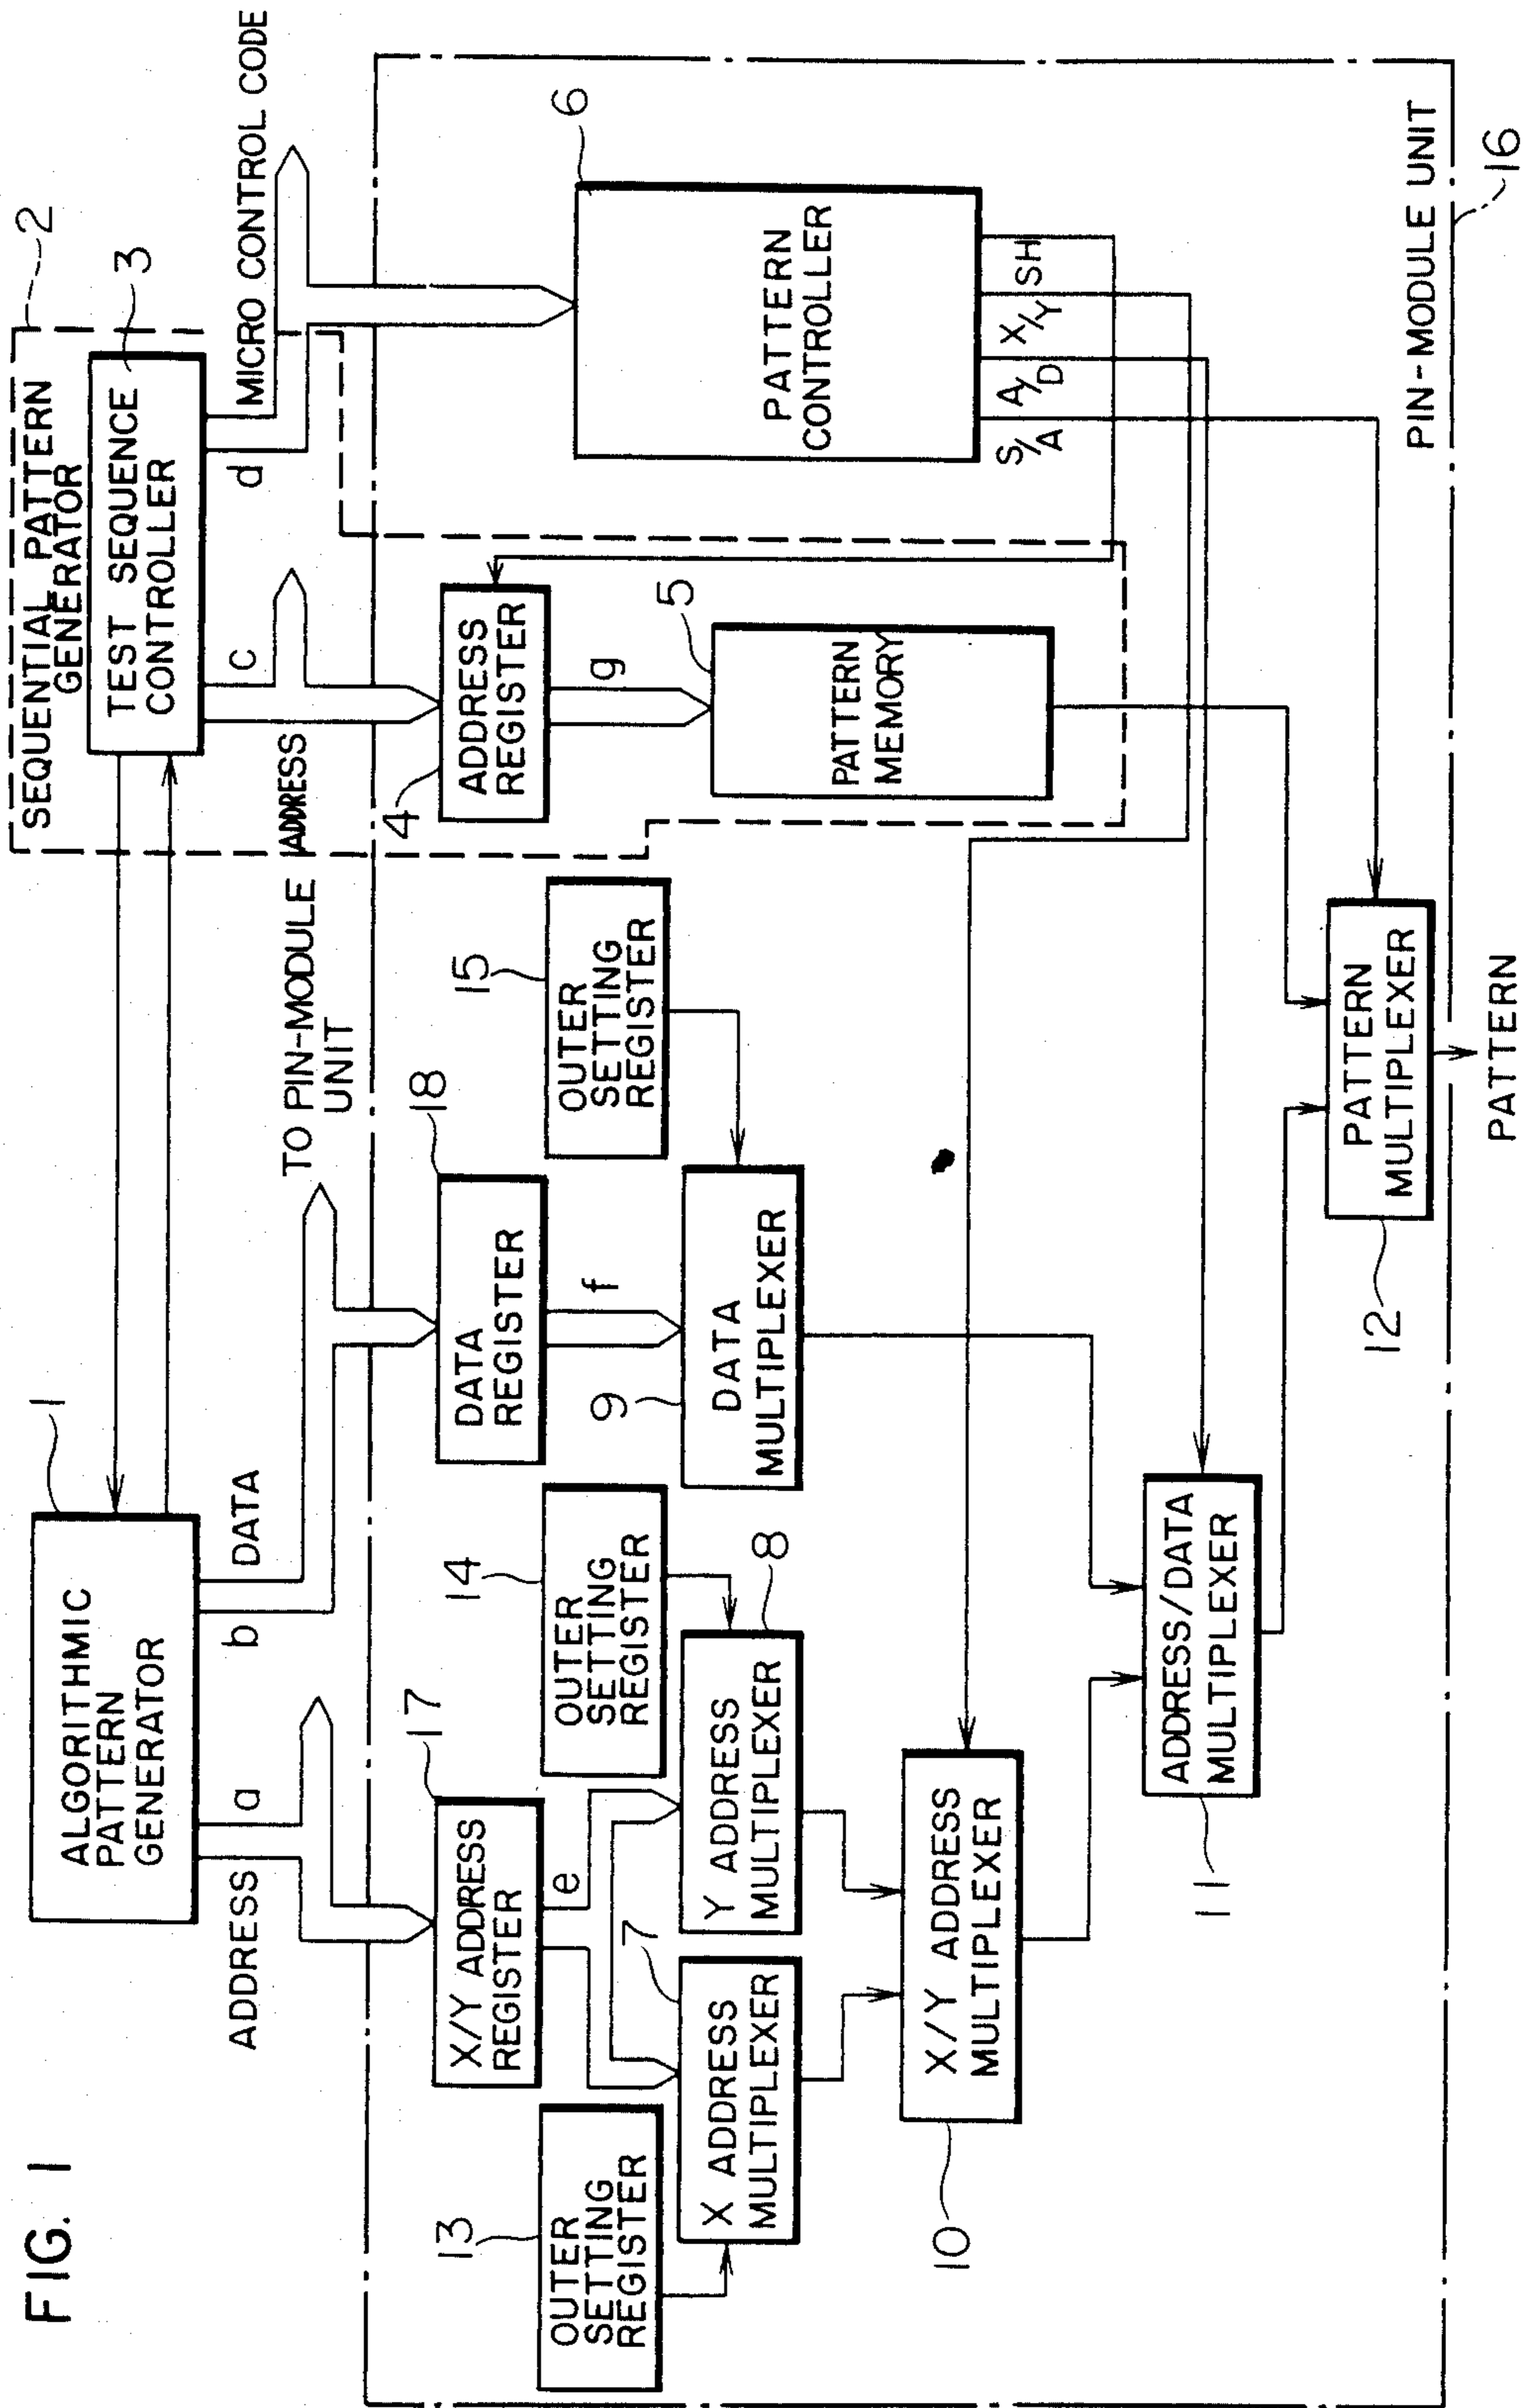 FIG. 1
ALGORITHMIC
PATTERN
GENERATOR
1
SEQUENTIAL PATTERN
GENERATOR
2
TEST SEQUENCE
CONTROLLER
3
ADDRESS
a
b
DATA
TO PIN-MODULE
UNIT
ADDRESS
c
d
MICRO CONTROL CODE
X/Y ADDRESS
REGISTER
17
DATA
REGISTER
18
ADDRESS
REGISTER
4
OUTER
SETTING
REGISTER
13
e
OUTER
SETTING
REGISTER
14
f
OUTER
SETTING
REGISTER
15
g
X ADDRESS
MULTIPLEXER
7
Y ADDRESS
MULTIPLEXER
8
DATA
MULTIPLEXER
9
PATTERN
MEMORY
5
PATTERN
CONTROLLER
6
S/A
A/D
X/Y
SH
X/Y ADDRESS
MULTIPLEXER
10
ADDRESS/DATA
MULTIPLEXER
11
PATTERN
MULTIPLEXER
12
PIN-MODULE UNIT
16
PATTERN